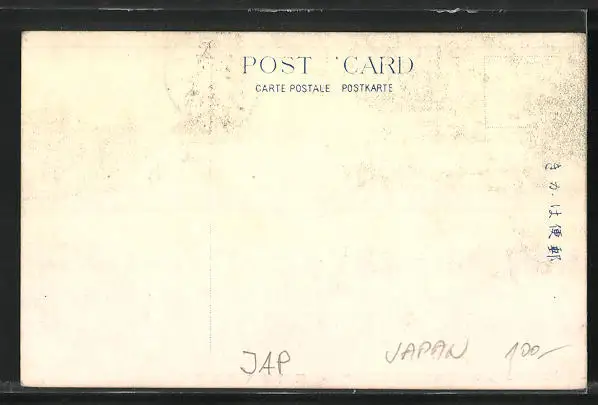 POST CARD
CARTE POSTALE POSTKARTE
きかは便郵
JAP
JAPAN 100,-